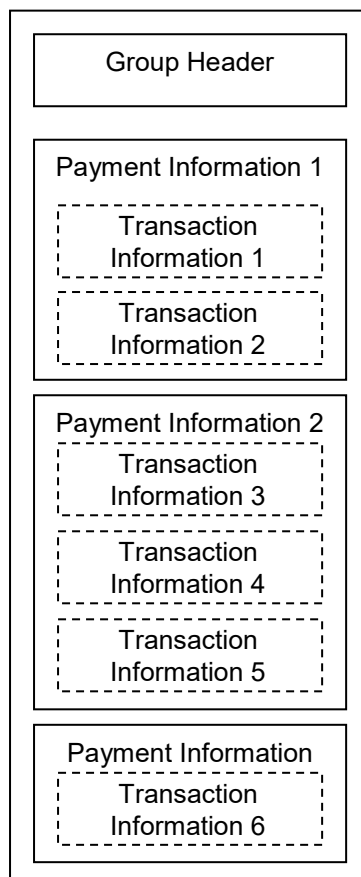 Group Header
Payment Information 1
Transaction
Information 1
Transaction
Information 2
Payment Information 2
Transaction
Information 3
Transaction
Information 4
Transaction
Information 5
Payment Information
Transaction
Information 6